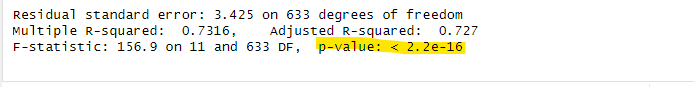 Residual standard error: 3.425 on 633 degrees of freedom
Multiple R-squared:  0.7316,    Adjusted R-squared:  0.727
F-statistic: 156.9 on 11 and 633 DF,  p-value: < 2.2e-16